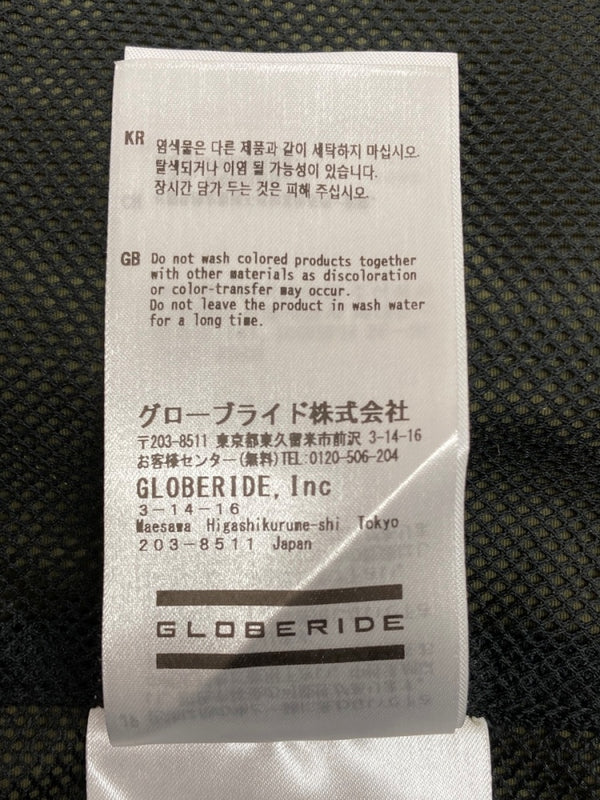 KR 염색물은 다른 제품과 같이 세탁하지 마십시오.
탈색되거나 이염 될 가능성이 있습니다.
장시간 담가 두는 것은 피해 주십시오.
GB Do not wash colored products together
with other materials as discoloration
or color-transfer may occur.
Do not leave the product in wash water
for a long time.
グローブライド株式会社
〒203-8511 東京都東久留米市前沢 3-14-16
お客様センター(無料)TEL:0120-506-204
GLOBERIDE, Inc
3-14-16
Maesawa Higashikurume-shi Tokyo
203-8511 Japan
GLOBERIDE